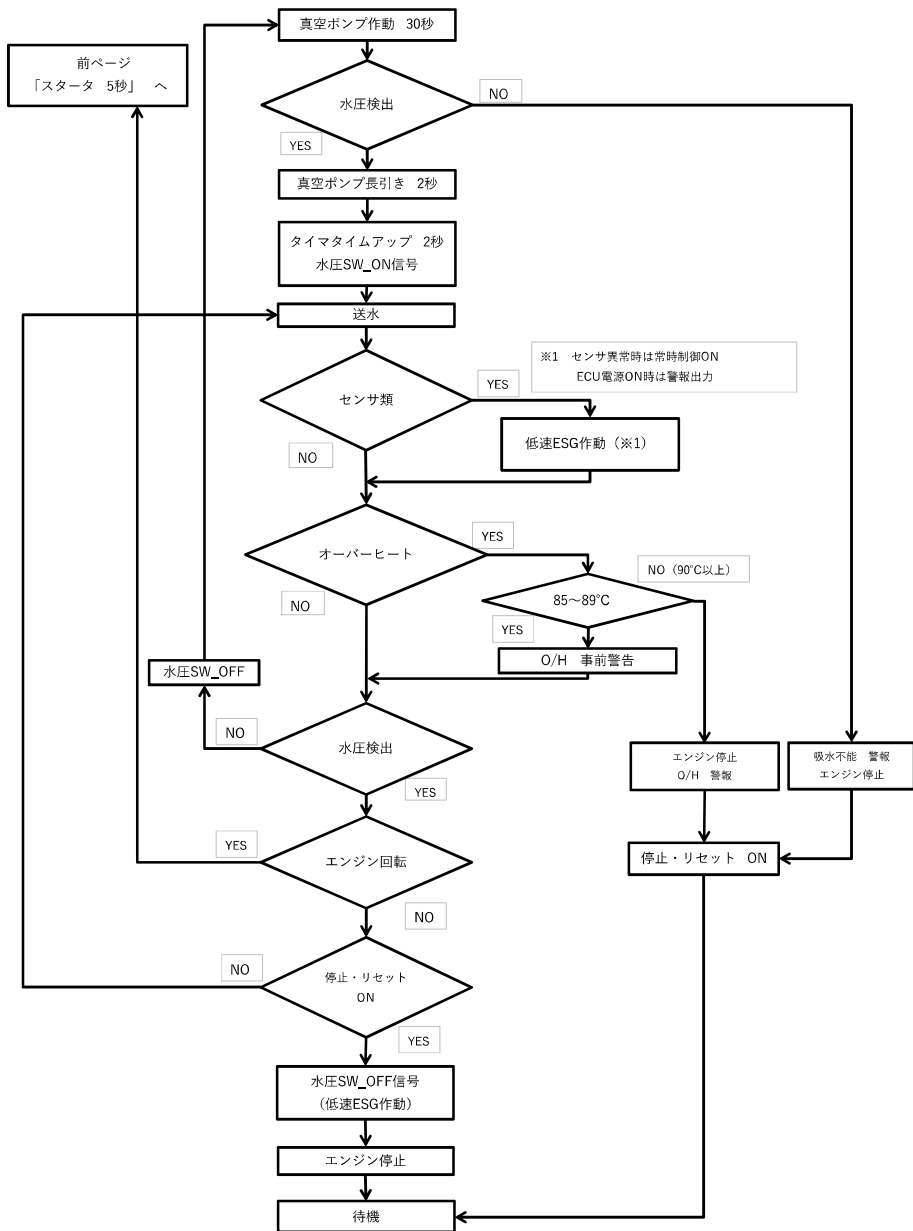 真空ポンプ作動 30秒
前ページ
「スタータ 5秒」 へ
水圧検出
NO
YES
真空ポンプ長引き 2秒
タイマタイムアップ 2秒
水圧SW_ON信号
送水
※1 センサ異常時は常時制御ON
ECU電源ON時は警報出力
センサ類
YES
低速ESG作動（※1）
NO
オーバーヒート
YES
NO（90℃以上）
NO
85～89℃
YES
O/H 事前警告
水圧SW_OFF
NO
水圧検出
YES
エンジン停止
O/H 警報
吸水不能 警報
エンジン停止
YES
エンジン回転
停止・リセット ON
NO
NO
停止・リセット
ON
YES
水圧SW_OFF信号
（低速ESG作動）
エンジン停止
待機